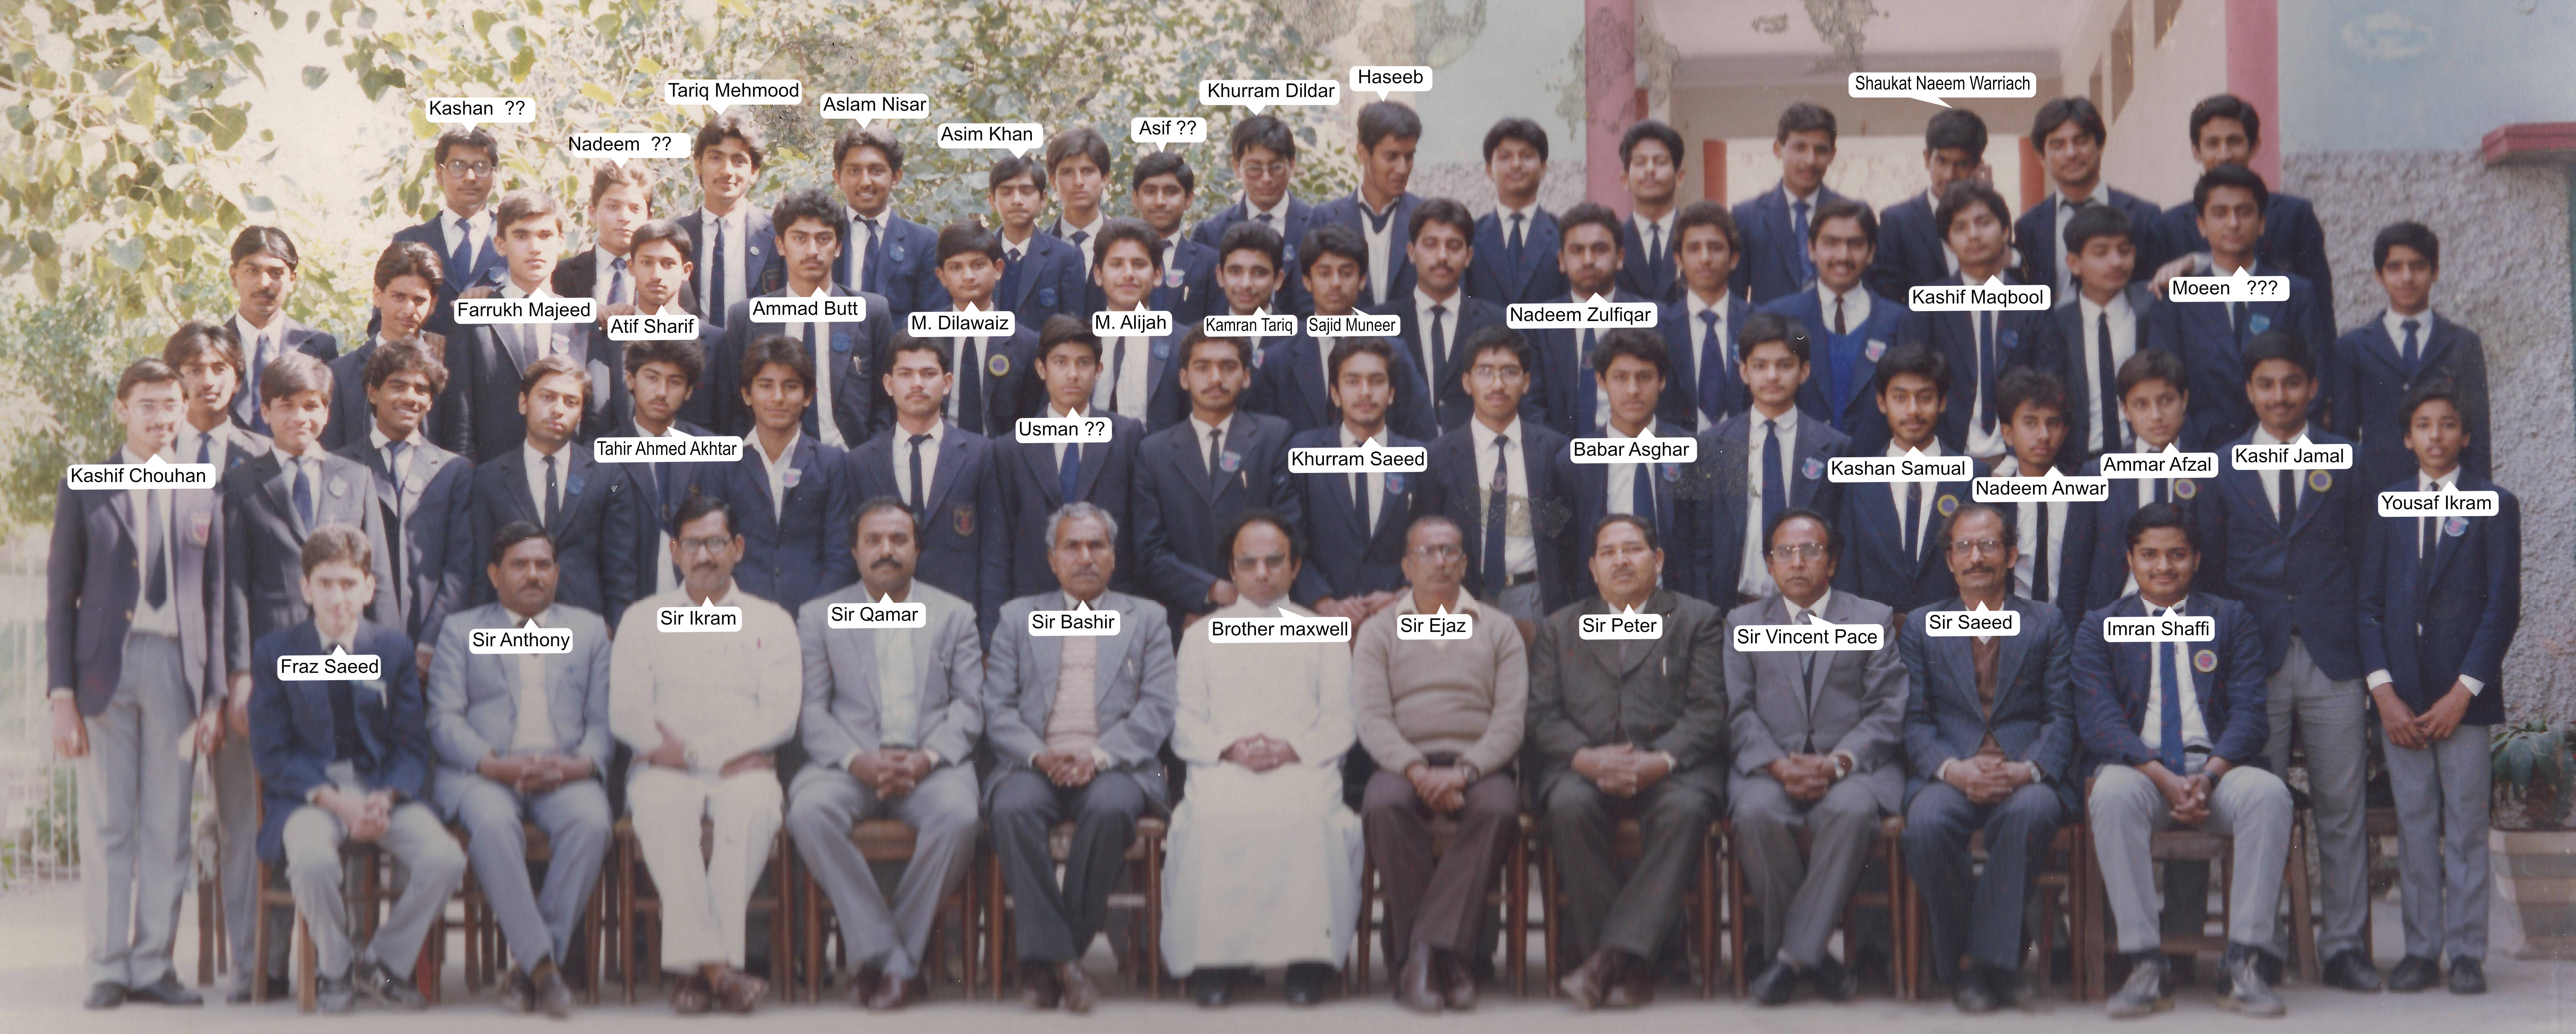 Kashan ??
Nadeem ??
Tariq Mehmood
Aslam Nisar
Asim Khan
Asif ??
Khurram Dildar
Haseeb
Shaukat Naeem Warriach
Farrukh Majeed
Atif Sharif
Ammad Butt
M. Dilawaiz
M. Alijah
Kamran Tariq
Sajid Muneer
Nadeem Zulfiqar
Kashif Maqbool
Moeen ???
Kashif Chouhan
Tahir Ahmed Akhtar
Usman ??
Khurram Saeed
Babar Asghar
Kashan Samual
Nadeem Anwar
Ammar Afzal
Kashif Jamal
Yousaf Ikram
Fraz Saeed
Sir Anthony
Sir Ikram
Sir Qamar
Sir Bashir
Brother maxwell
Sir Ejaz
Sir Peter
Sir Vincent Pace
Sir Saeed
Imran Shaffi